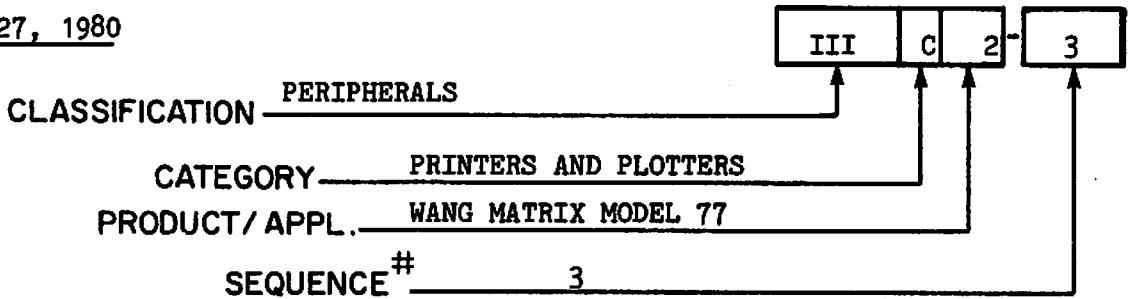 27, 1980
III C 2-3
CLASSIFICATION PERIPHERALS
CATEGORY PRINTERS AND PLOTTERS
PRODUCT/APPL. WANG MATRIX MODEL 77
SEQUENCE# 3